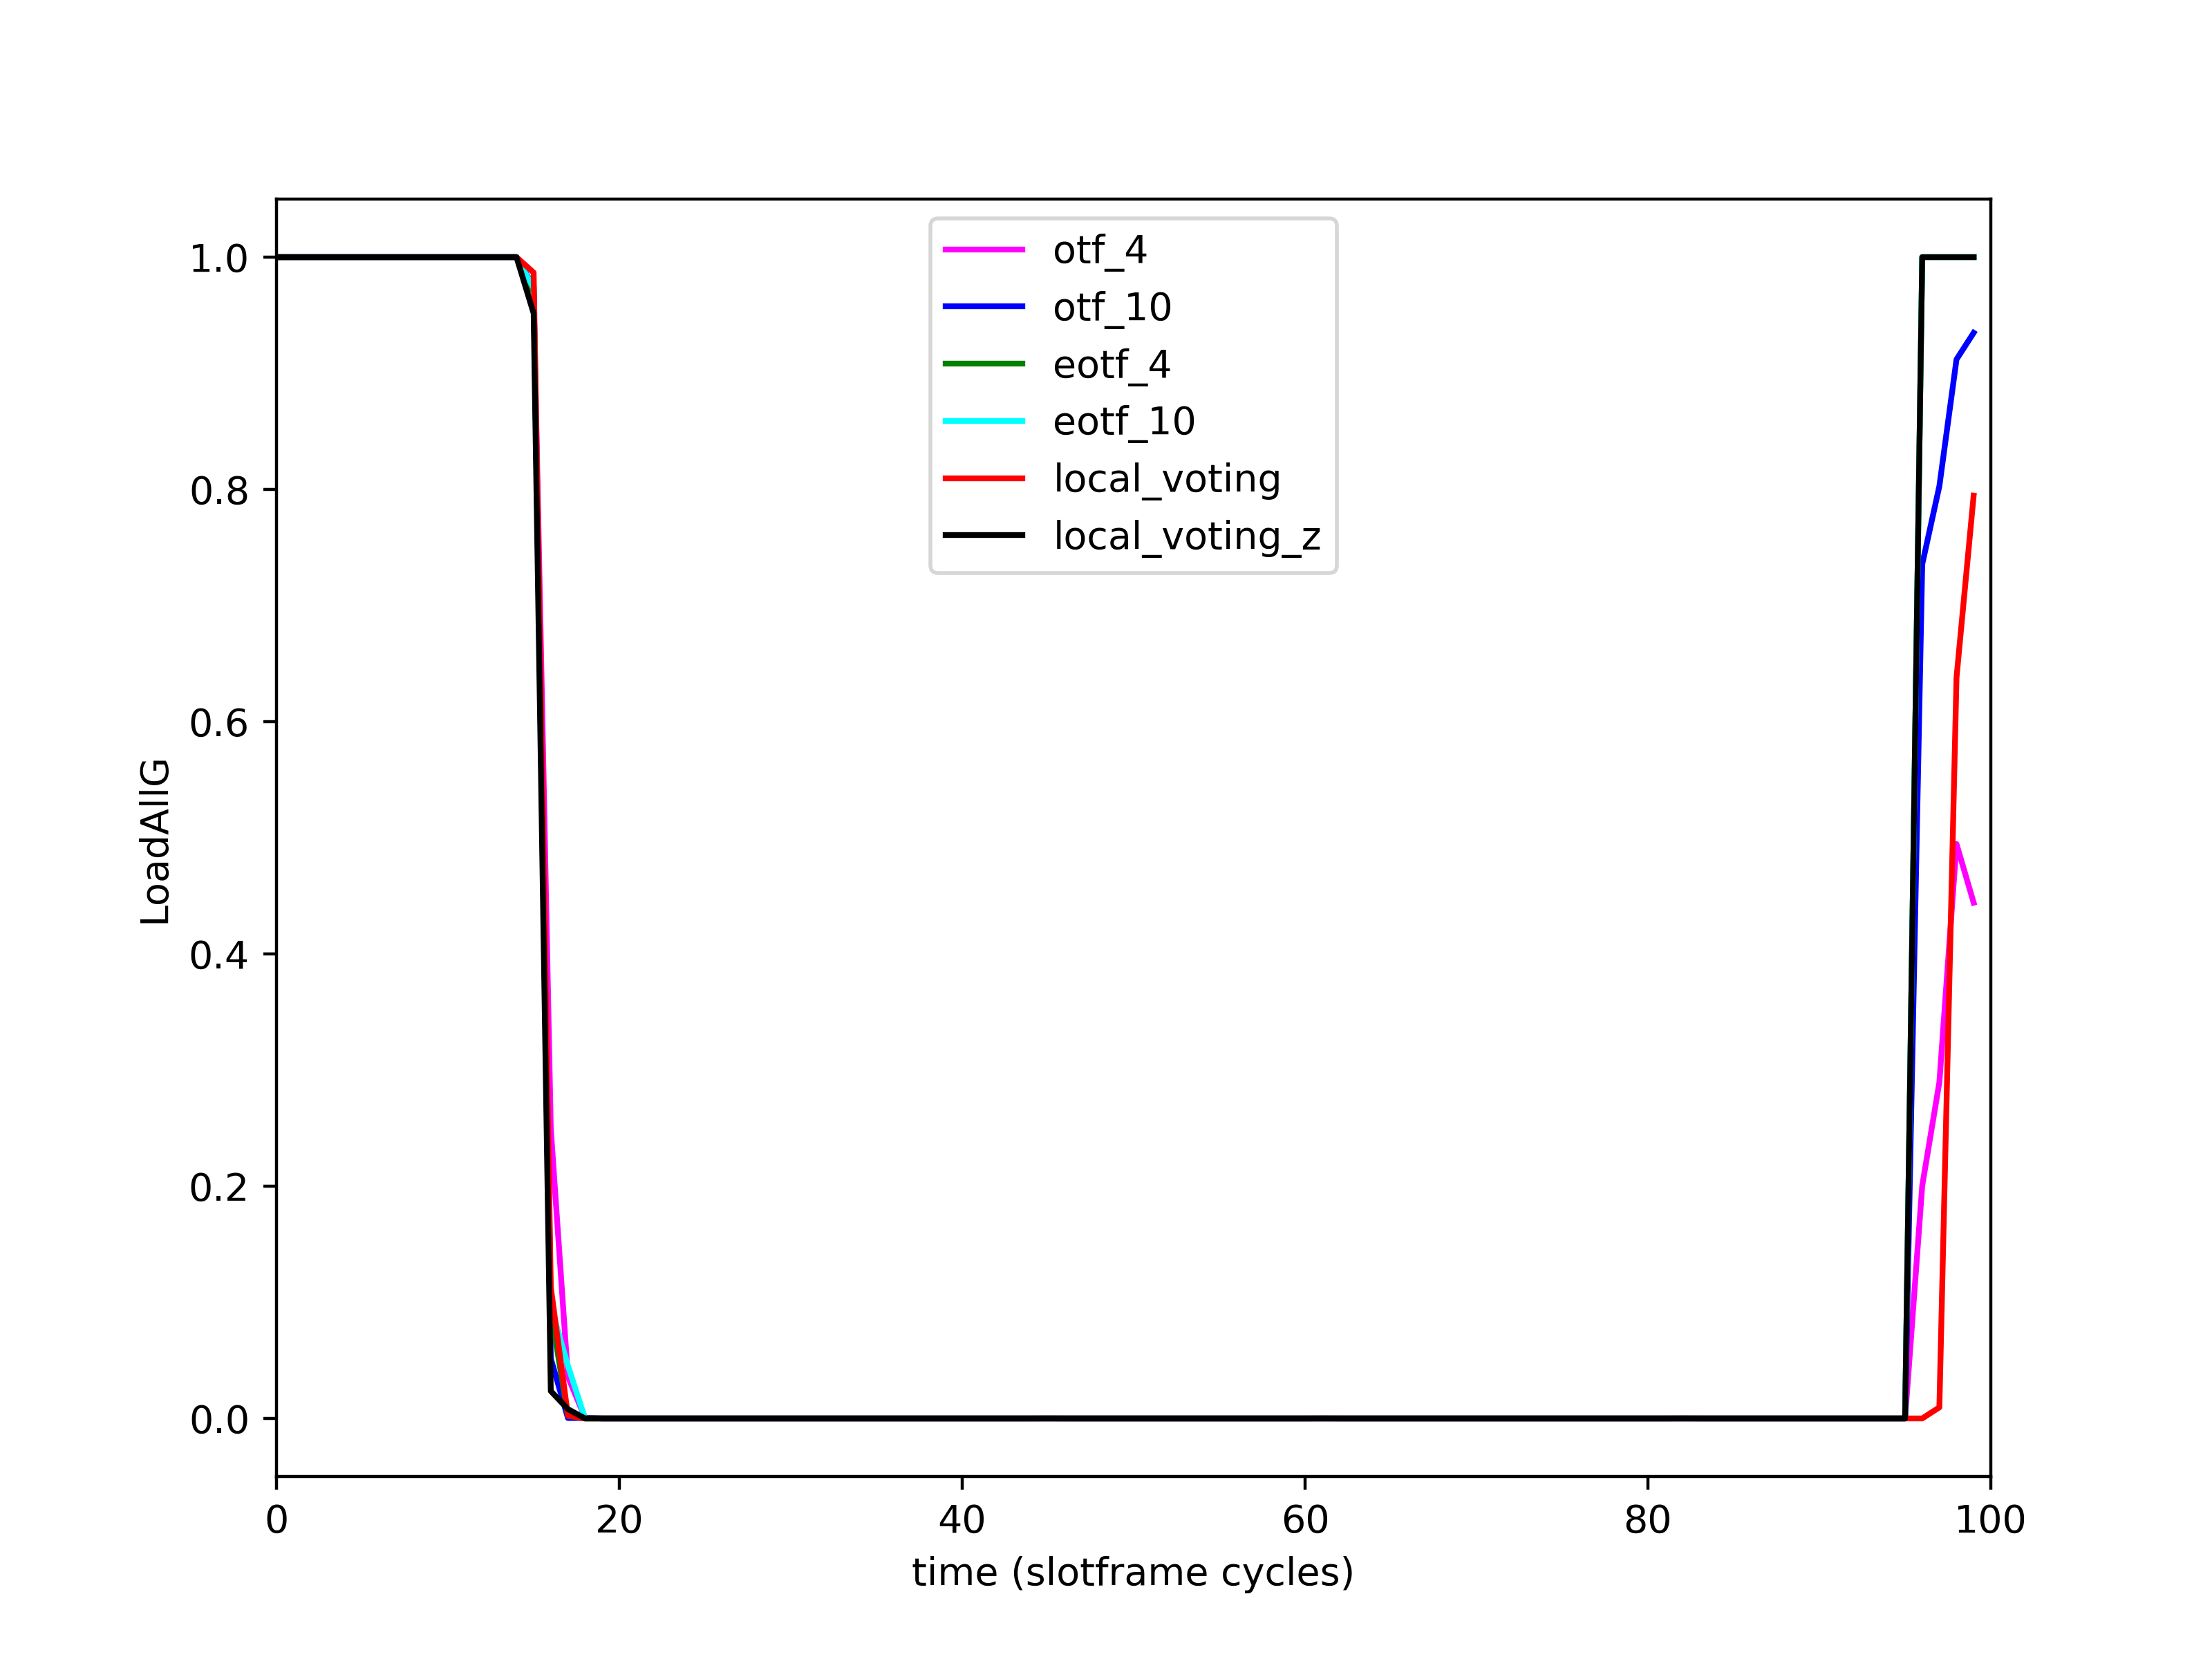 otf_4
otf_10
eotf_4
eotf_10
local_voting
local_voting_z
1.0
0.8
0.6
0.4
0.2
0.0
LoadAllG
0 20 40 60 80 100
time (slotframe cycles)